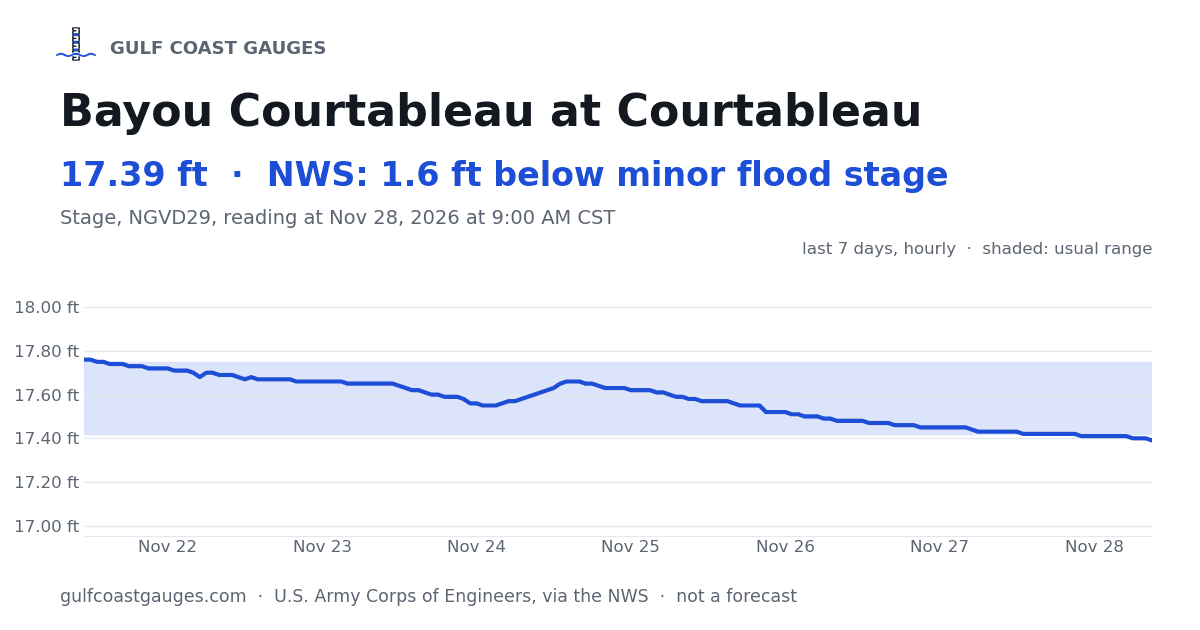 GULF COAST GAUGES
Bayou Courtableau at Courtableau
17.39 ft · NWS: 1.6 ft below minor flood stage
Stage, NGVD29, reading at Nov 28, 2026 at 9:00 AM CST
last 7 days, hourly · shaded: usual range
18.00 ft
17.80 ft
17.60 ft
17.40 ft
17.20 ft
17.00 ft
Nov 22 Nov 23 Nov 24 Nov 25 Nov 26 Nov 27 Nov 28
gulfcoastgauges.com · U.S. Army Corps of Engineers, via the NWS · not a forecast